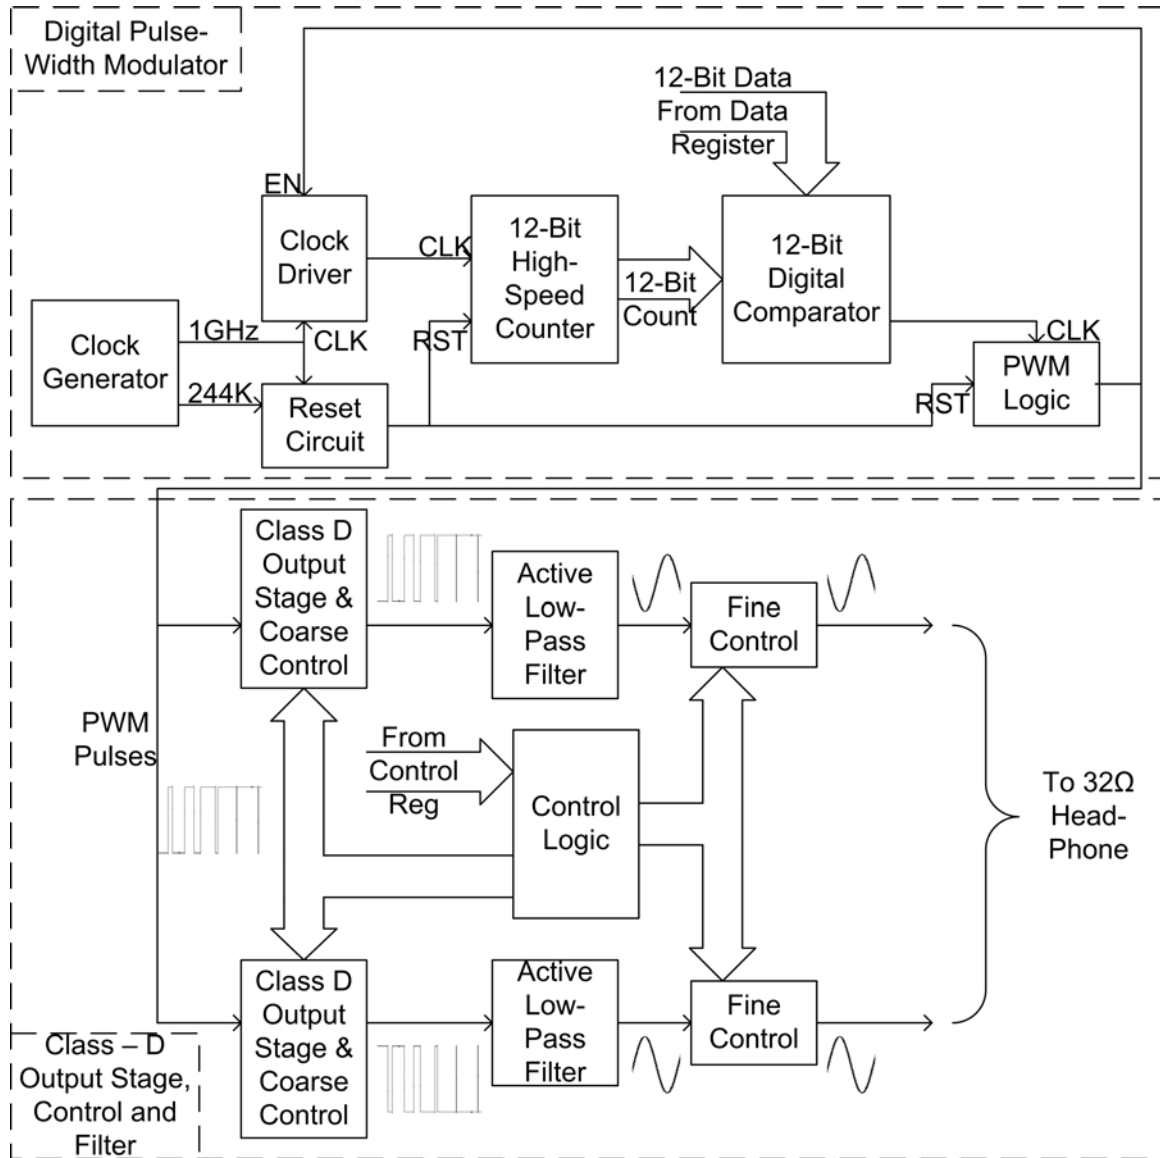 Digital Pulse-
Width Modulator
12-Bit Data
From Data
Register
EN
Clock
Driver
CLK
12-Bit
High-
Speed
Counter
12-Bit
Count
12-Bit
Digital
Comparator
Clock
Generator
1GHz
CLK
RST
CLK
244K
Reset
Circuit
RST
PWM
Logic
Class D
Output
Stage &
Coarse
Control
Active
Low-
Pass
Filter
Fine
Control
PWM
Pulses
From
Control
Reg
Control
Logic
To 32Ω
Head-
Phone
Class D
Output
Stage &
Coarse
Control
Active
Low-
Pass
Filter
Fine
Control
Class – D
Output Stage,
Control and
Filter